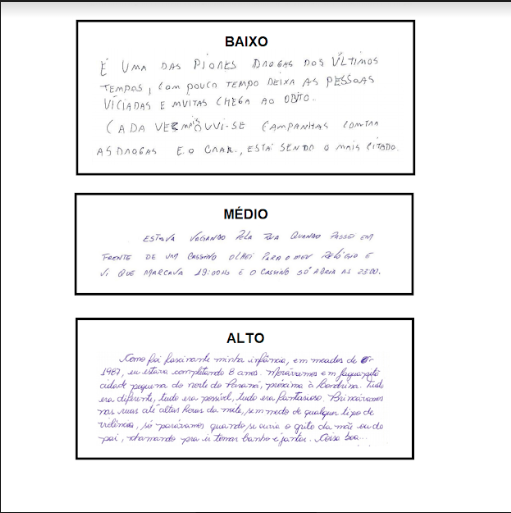 BAIXO
É UMA DAS PIORES DROGAS DOS ÚLTIMOS
TEMPOS, COM POUCO TEMPO DEIXA AS PESSOAS
VICIADAS E MUITAS CHEGA AO OBITO.
CADA VEZ MAIS OUVI-SE CAMPANHAS CONTRA
AS DROGAS E O CRAK, ESTÁ SENDO O MAIS CITADO.
MÉDIO
ESTAVA VAGANDO PELA RUA QUANDO PASSEI EM
FRENTE DE UM CASSINO OLHEI PARA O MEU RELÓGIO E
VI QUE MARCAVA 19:00HS E O CASSINO SÓ ABRIA AS 23:00.
ALTO
Como foi fascinante minha infância, em meados de
1987, eu estava completando 8 anos. Morávamos em
cidade pequena do norte do Paraná, próxima à Londrina. Tudo
era diferente, tudo era possível, tudo era fantasioso. Brincávamos
nas ruas até altas horas da noite, sem medo de qualquer tipo de
violência, só parávamos quando se ouvia o grito da mãe ou do
pai, chamando pra ir tomar banho e jantar. Coisa boa...